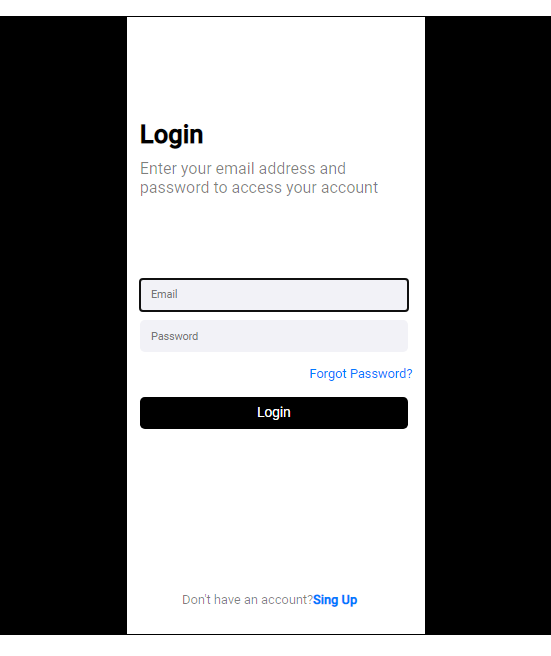 Login
Enter your email address and
password to access your account
Email
Password
Forgot Password?
Login
Don't have an account?Sing Up